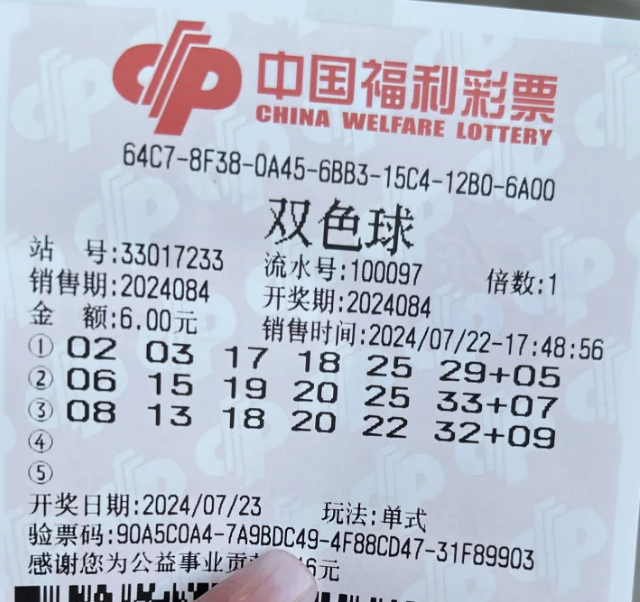 中国福利彩票
CHINA WELFARE LOTTERY
64C7-8F38-0A45-6BB3-15C4-12B0-6A00
双色球
站 号:33017233 流水号:100097 倍数:1
销售期:2024084 开奖期:2024084
金 额:6.00元 销售时间:2024/07/22-17:48:56
① 02 03 17 18 25 29+05
② 06 15 19 20 25 33+07
③ 08 13 18 20 22 32+09
④
⑤
开奖日期:2024/07/23 玩法:单式
验票码:90A5C0A4-7A9BDC49-4F88CD47-31F89903
感谢您为公益事业贡 6元